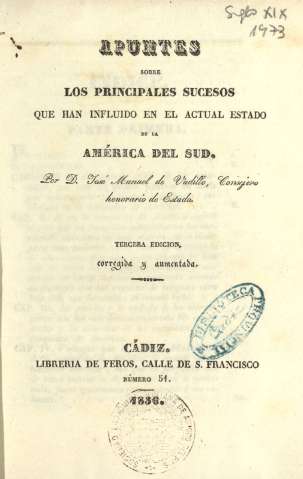 Siglo XIX
1973
APUNTES
SOBRE
LOS PRINCIPALES SUCESOS
QUE HAN INFLUIDO EN EL ACTUAL ESTADO
DE LA
AMÉRICA DEL SUD.
Por D. José Manuel de Vadillo, Consejero
honorario de Estado.
TERCERA EDICION,
corregida y aumentada.
BIBLIOTECA
CÁDIZ.
LIBRERIA DE FEROS, CALLE DE S. FRANCISCO
NÚMERO 51.
1836.